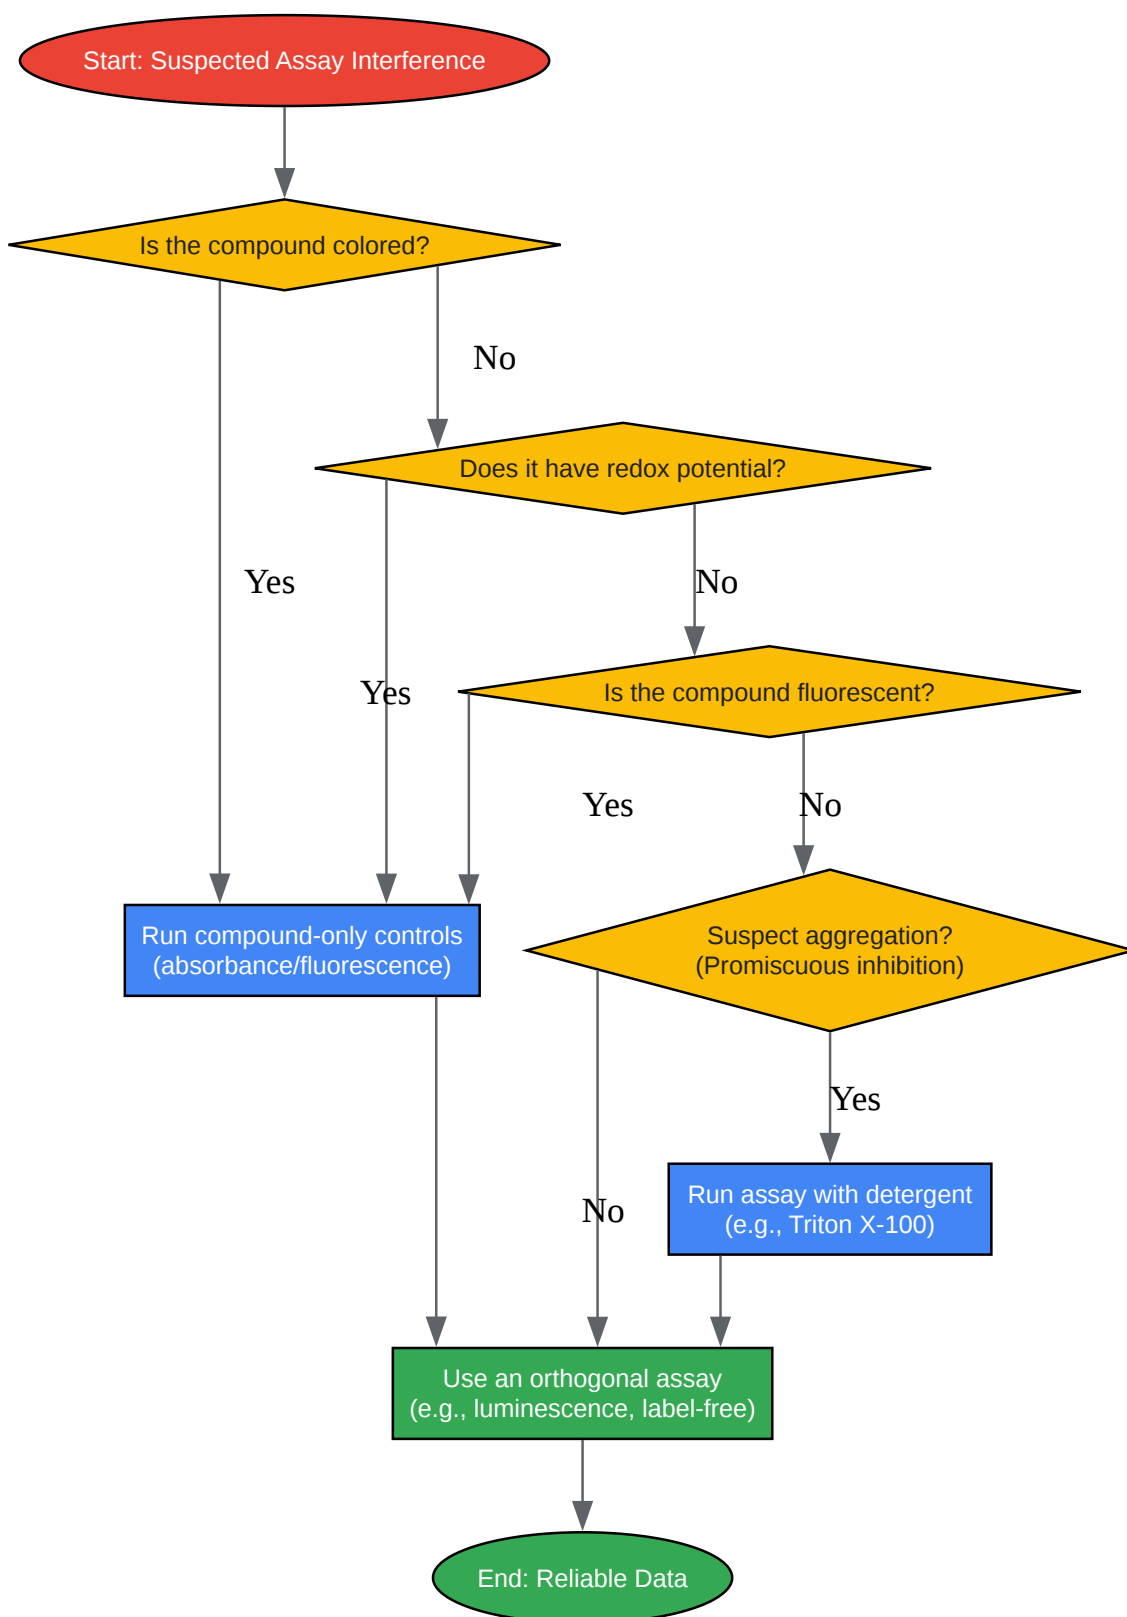 Start: Suspected Assay Interference
Is the compound colored?
No
Does it have redox potential?
Yes
No
Yes
Is the compound fluorescent?
Yes
No
Run compound-only controls
(absorbance/fluorescence)
Suspect aggregation?
(Promiscuous inhibition)
Yes
Run assay with detergent
(e.g., Triton X-100)
No
Use an orthogonal assay
(e.g., luminescence, label-free)
End: Reliable Data